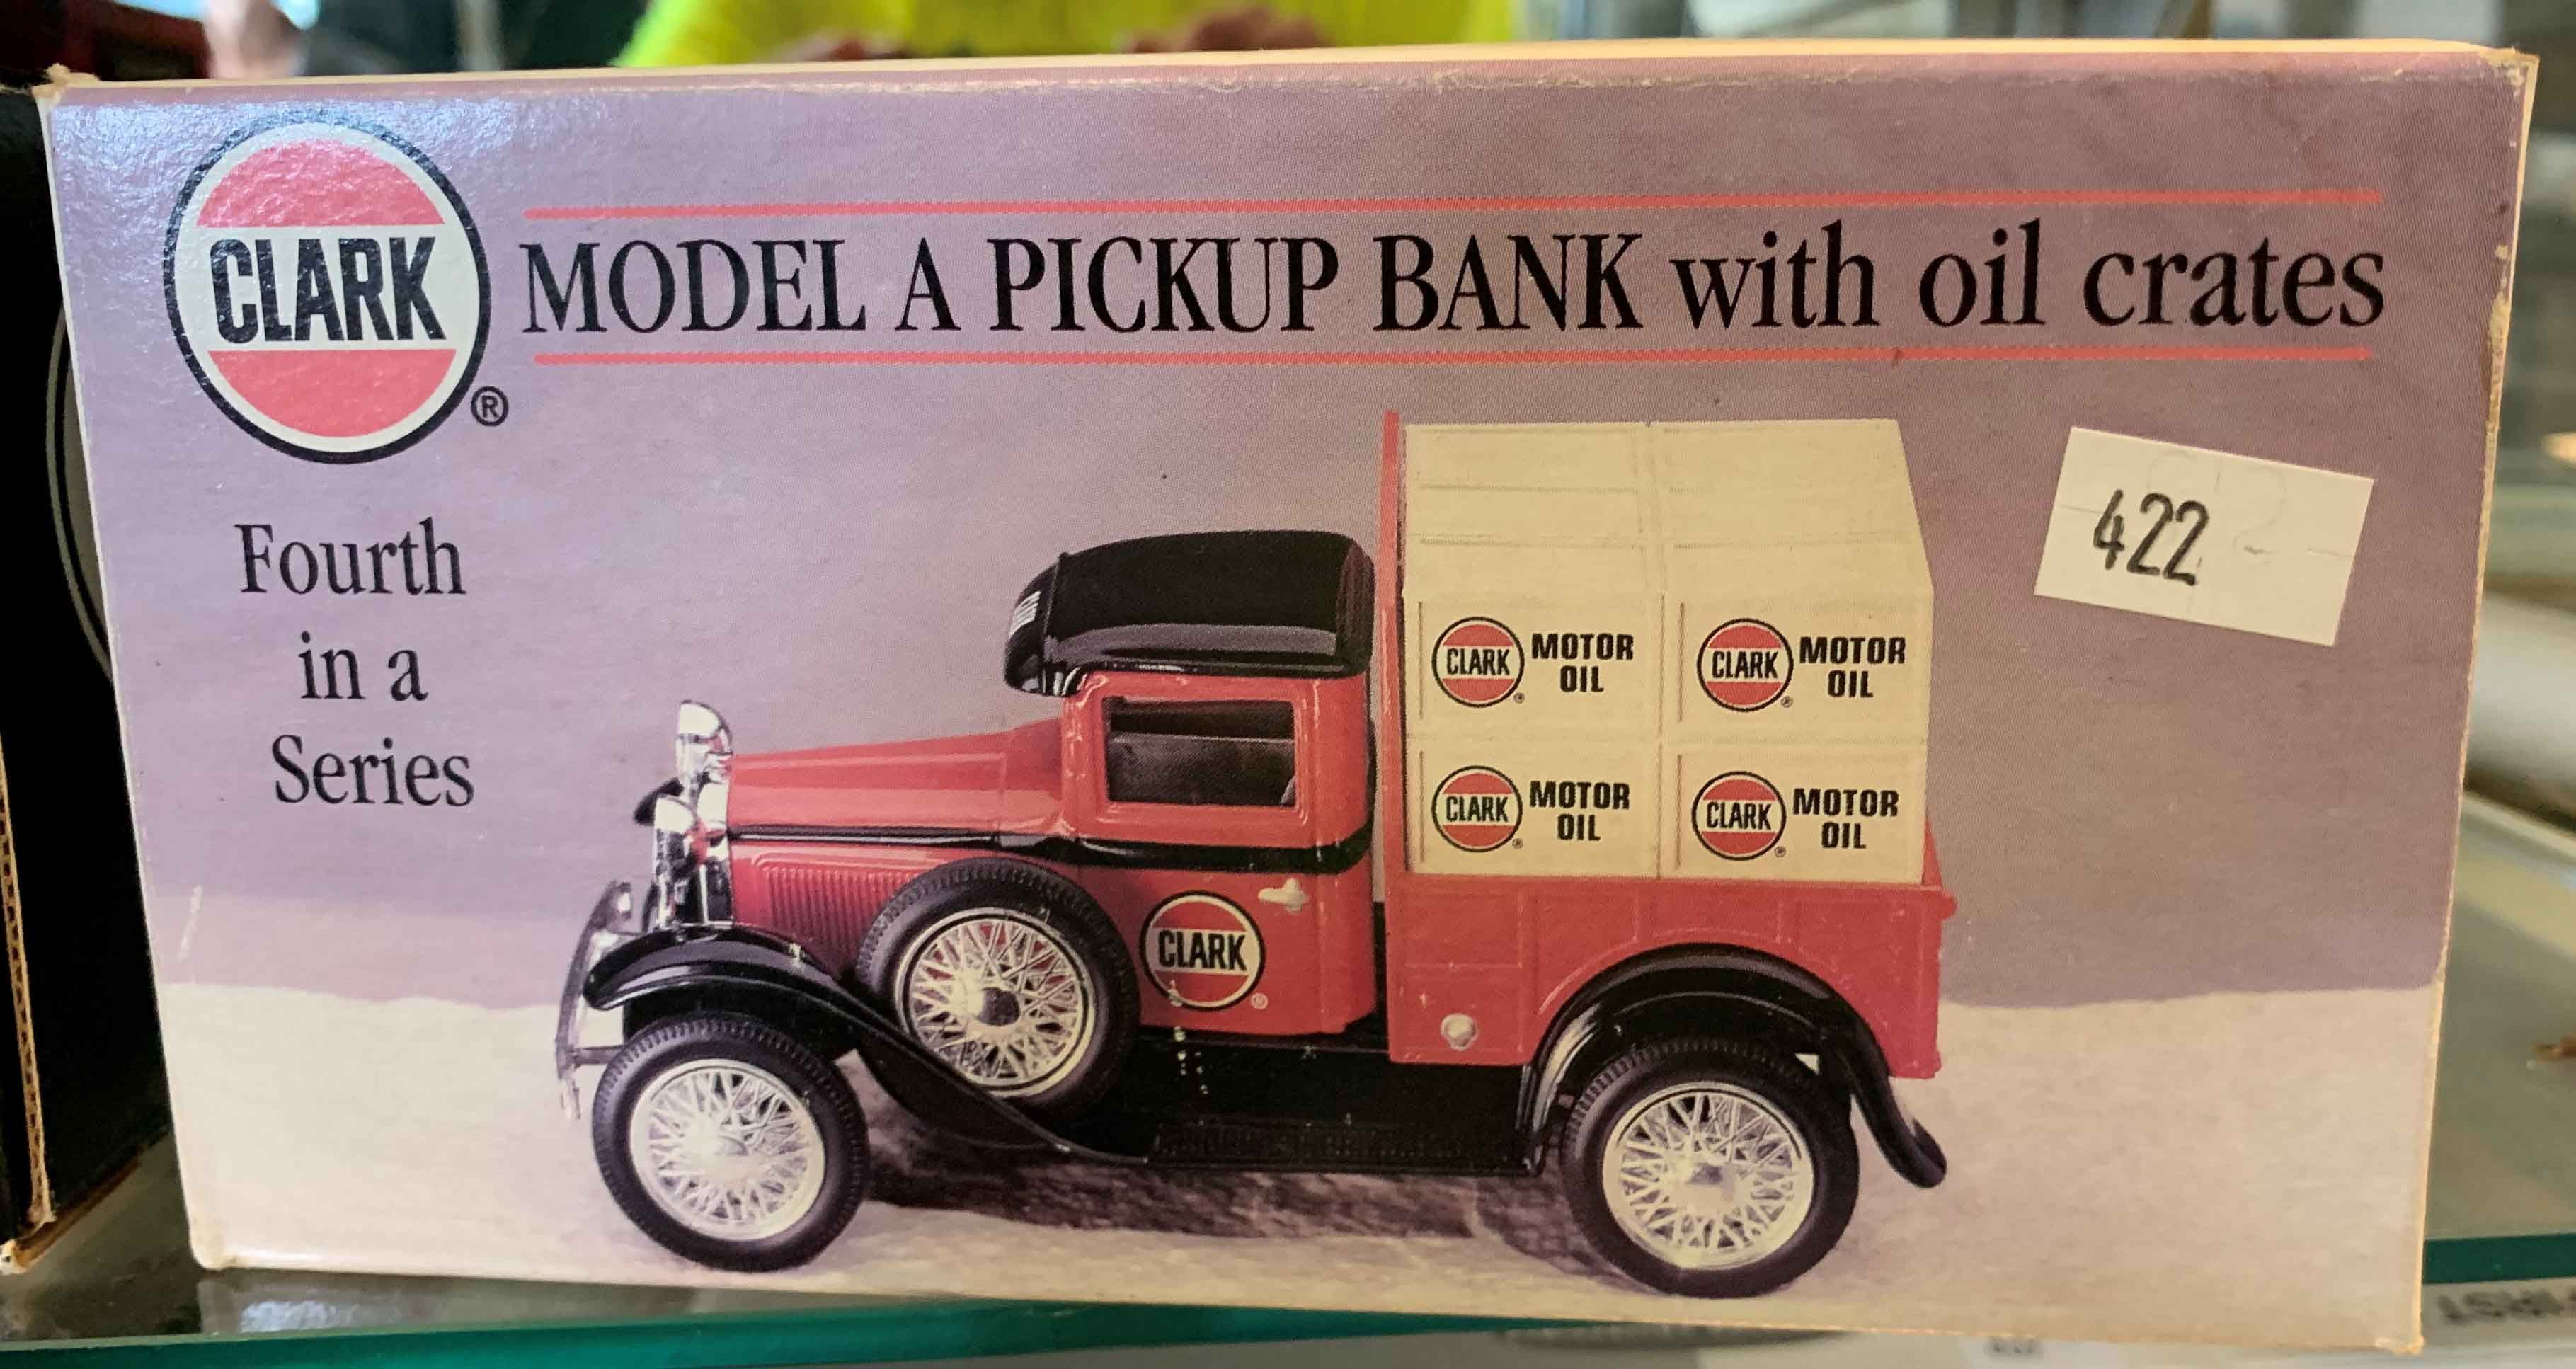 CLARK
®
MODEL A PICKUP BANK with oil crates
Fourth
in a
Series
422
CLARK MOTOR OIL
CLARK MOTOR OIL
CLARK MOTOR OIL
CLARK MOTOR OIL
CLARK
®